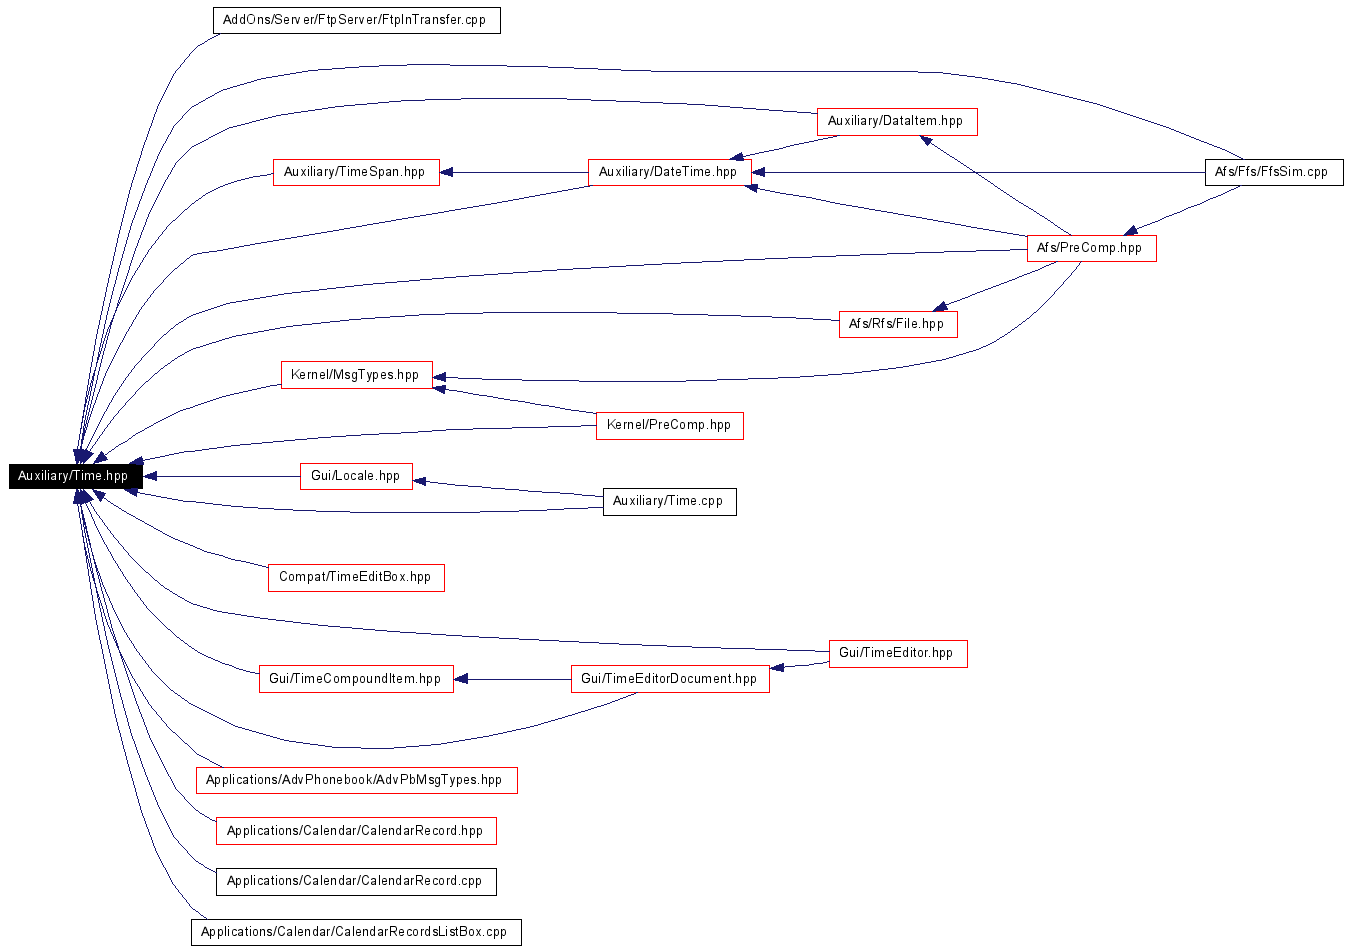 AddOns/Server/FtpServer/FtpInTransfer.cpp
Auxiliary/DataItem.hpp
Auxiliary/TimeSpan.hpp
Auxiliary/DateTime.hpp
Afs/Ffs/FfsSim.cpp
Afs/PreComp.hpp
Afs/Rfs/File.hpp
Kernel/MsgTypes.hpp
Kernel/PreComp.hpp
Auxiliary/Time.hpp
Gui/Locale.hpp
Auxiliary/Time.cpp
Compat/TimeEditBox.hpp
Gui/TimeEditor.hpp
Gui/TimeCompoundItem.hpp
Gui/TimeEditorDocument.hpp
Applications/AdvPhonebook/AdvPbMsgTypes.hpp
Applications/Calendar/CalendarRecord.hpp
Applications/Calendar/CalendarRecord.cpp
Applications/Calendar/CalendarRecordsListBox.cpp